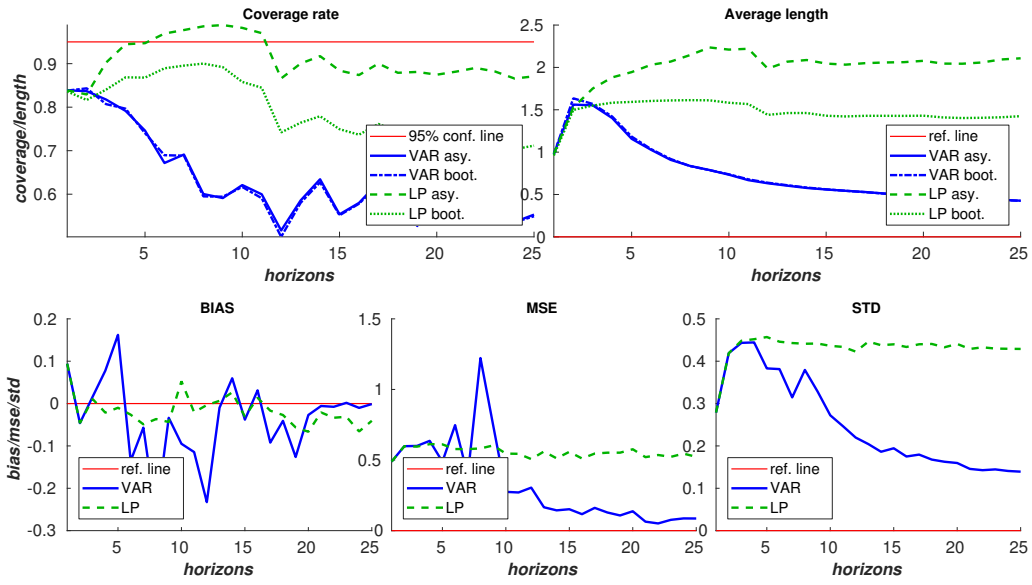 Coverage rate
coverage/length
0.9
0.8
0.7
0.6
5
10
15
20
25
horizons
95% conf. line
VAR asy.
VAR boot.
LP asy.
LP boot.
Average length
2.5
2
1.5
1
0.5
0
5
10
15
20
25
horizons
ref. line
VAR asy.
VAR boot.
LP asy.
LP boot.
BIAS
bias/mse/std
0.2
0.1
0
-0.1
-0.2
-0.3
5
10
15
20
25
horizons
ref. line
VAR
LP
MSE
1.5
1
0.5
0
5
10
15
20
25
horizons
ref. line
VAR
LP
STD
0.5
0.4
0.3
0.2
0.1
0
5
10
15
20
25
horizons
ref. line
VAR
LP